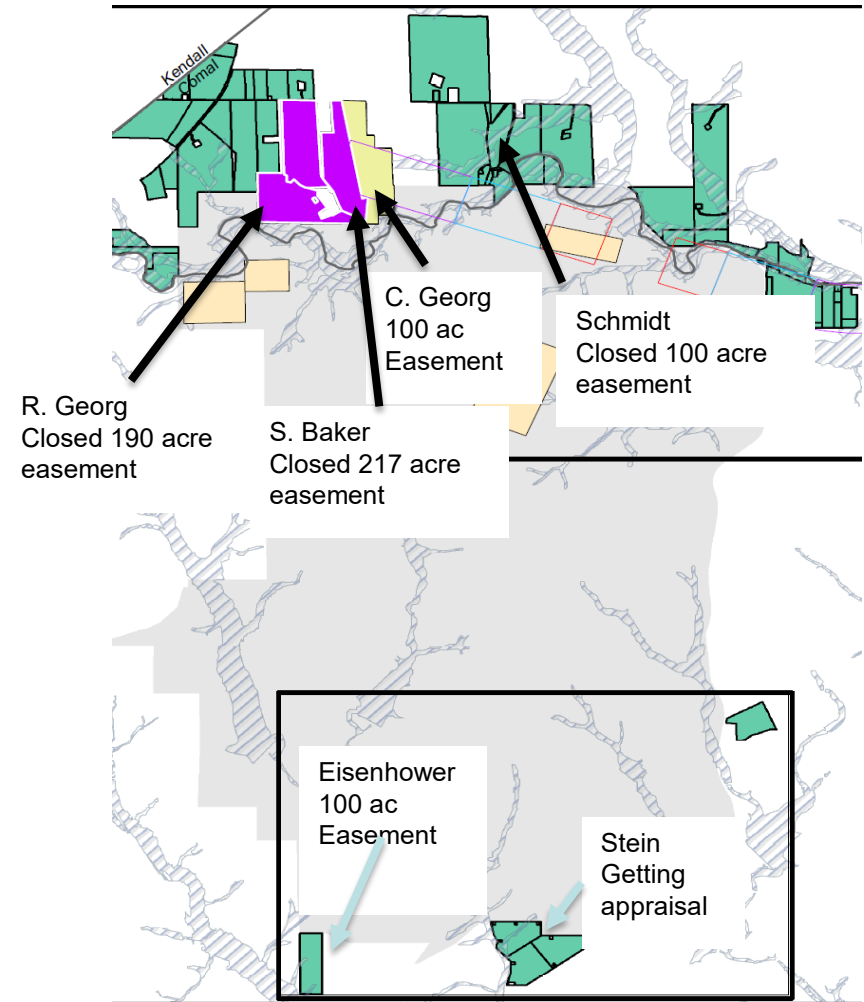 Kendall
Comal
C. Georg
100 ac
Easement
Schmidt
Closed 100 acre
easement
R. Georg
Closed 190 acre
easement
S. Baker
Closed 217 acre
easement
Eisenhower
100 ac
Easement
Stein
Getting
appraisal